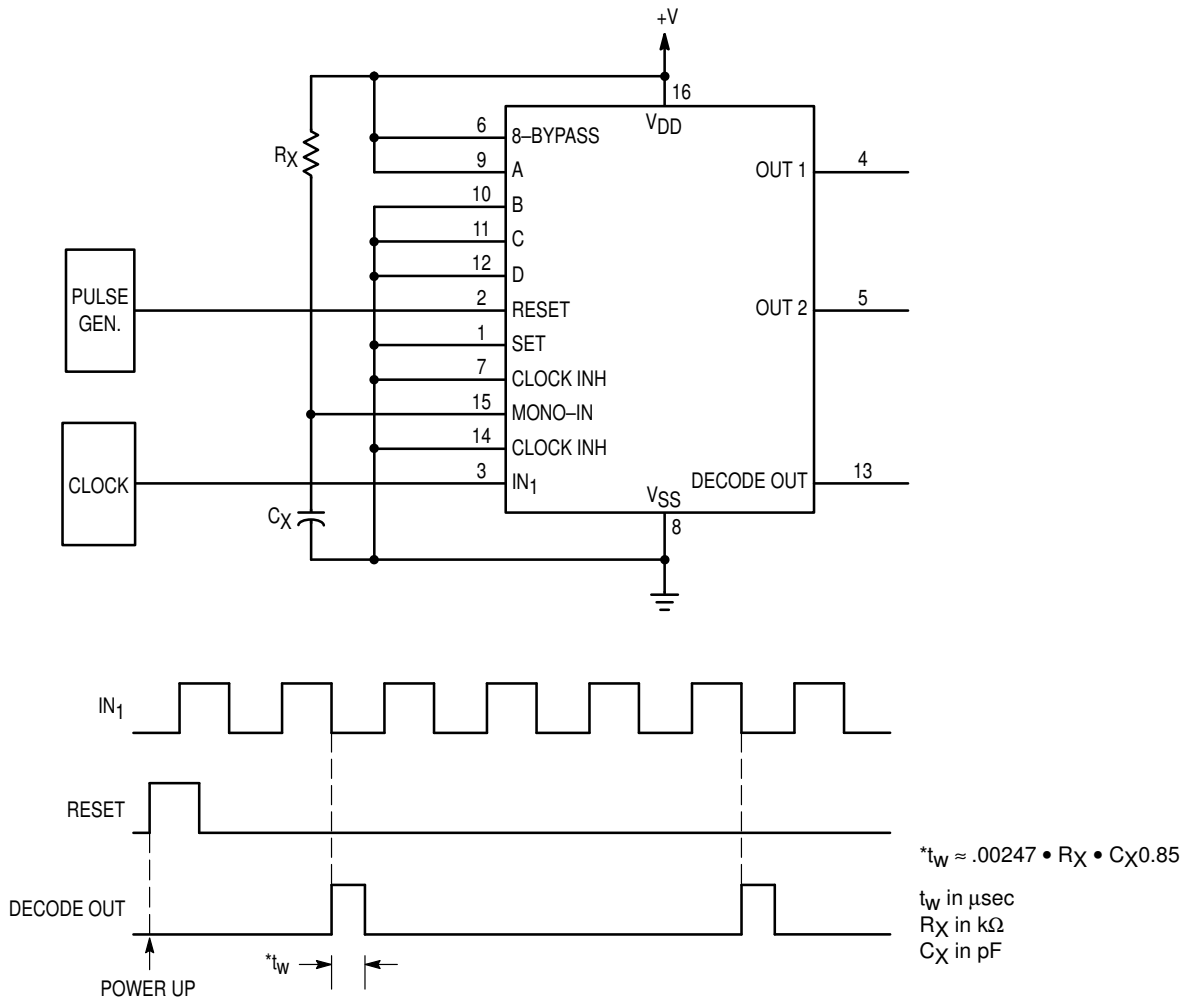 +V
16
VDD
6 8–BYPASS
RX
9 A
OUT 1 4
10 B
11 C
12 D
PULSE
GEN.
2 RESET
OUT 2 5
1 SET
7 CLOCK INH
15 MONO–IN
14 CLOCK INH
CLOCK
3 IN1
DECODE OUT 13
VSS
CX
8
IN1
RESET
*tw ≈ .00247 • RX • CX0.85
DECODE OUT
tw in μsec
RX in kΩ
CX in pF
*tw
POWER UP